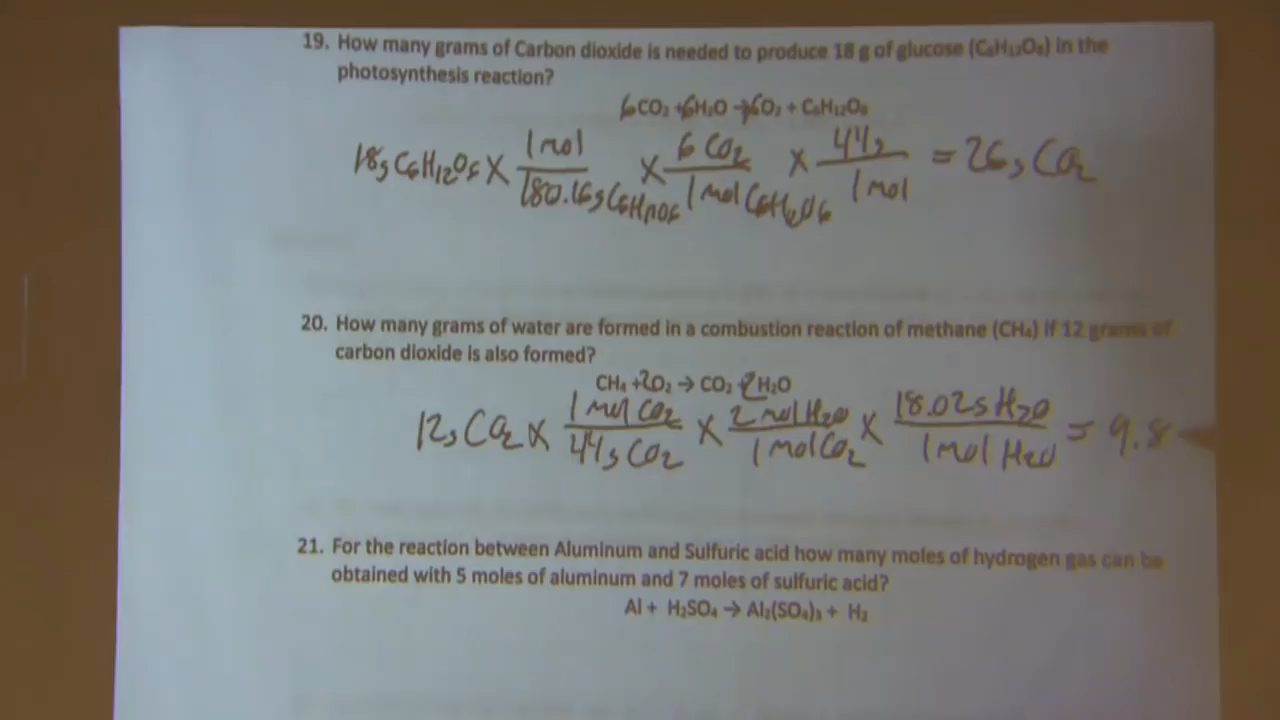 19. How many grams of Carbon dioxide is needed to produce 18 g of glucose (C₆H₁₂O₆) in the
photosynthesis reaction?
6CO₂ + 6H₂O → 6O₂ + C₆H₁₂O₆
18g C₆H₁₂O₆ × 1 mol / 180.16g C₆H₁₂O₆ × 6 CO₂ / 1 mol C₆H₁₂O₆ × 44g / 1 mol = 26g CO₂
20. How many grams of water are formed in a combustion reaction of methane (CH₄) if 12 grams of
carbon dioxide is also formed?
CH₄ + 2O₂ → CO₂ 2H₂O
12g CO₂ × 1 mol CO₂ / 44g CO₂ × 2 mol H₂O / 1 mol CO₂ × 18.02g H₂O / 1 mol H₂O = 9.8
21. For the reaction between Aluminum and Sulfuric acid how many moles of hydrogen gas can be
obtained with 5 moles of aluminum and 7 moles of sulfuric acid?
Al + H₂SO₄ → Al₂(SO₄)₃ + H₂